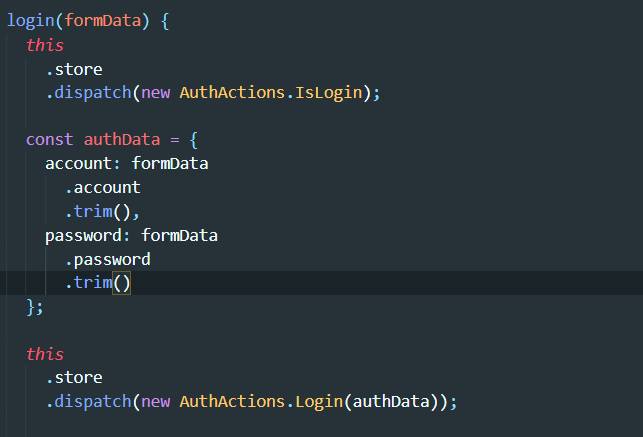 login(formData) {
  this
    .store
    .dispatch(new AuthActions.IsLogin);
  const authData = {
    account: formData
      .account
      .trim(),
    password: formData
      .password
      .trim()
  };
  this
    .store
    .dispatch(new AuthActions.Login(authData));